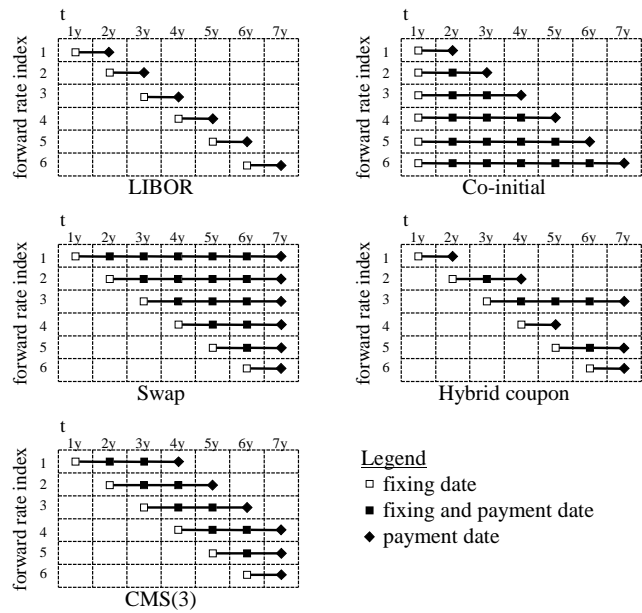 t
1y 2y 3y 4y 5y 6y 7y
forward rate index
1
2
3
4
5
6
LIBOR
t
1y 2y 3y 4y 5y 6y 7y
forward rate index
1
2
3
4
5
6
Co-initial
t
1y 2y 3y 4y 5y 6y 7y
forward rate index
1
2
3
4
5
6
Swap
t
1y 2y 3y 4y 5y 6y 7y
forward rate index
1
2
3
4
5
6
Hybrid coupon
t
1y 2y 3y 4y 5y 6y 7y
forward rate index
1
2
3
4
5
6
CMS(3)
Legend
fixing date
fixing and payment date
payment date